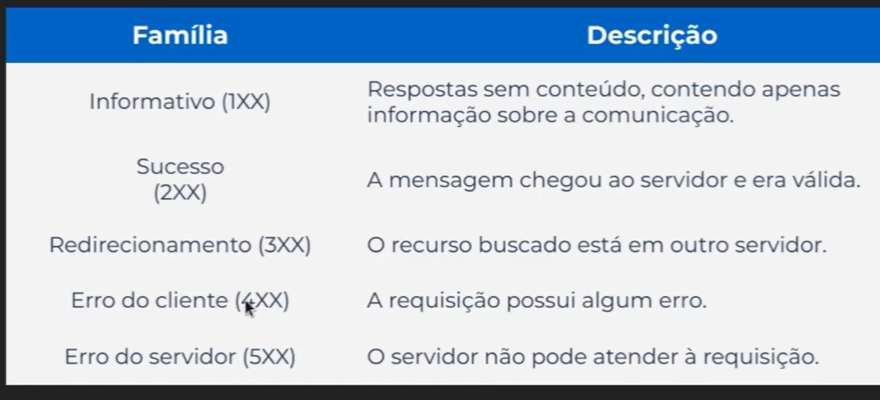 Família
Descrição
Informativo (1XX)
Respostas sem conteúdo, contendo apenas
informação sobre a comunicação.
Sucesso
(2XX)
A mensagem chegou ao servidor e era válida.
Redirecionamento (3XX)
O recurso buscado está em outro servidor.
Erro do cliente (4XX)
A requisição possui algum erro.
Erro do servidor (5XX)
O servidor não pode atender à requisição.